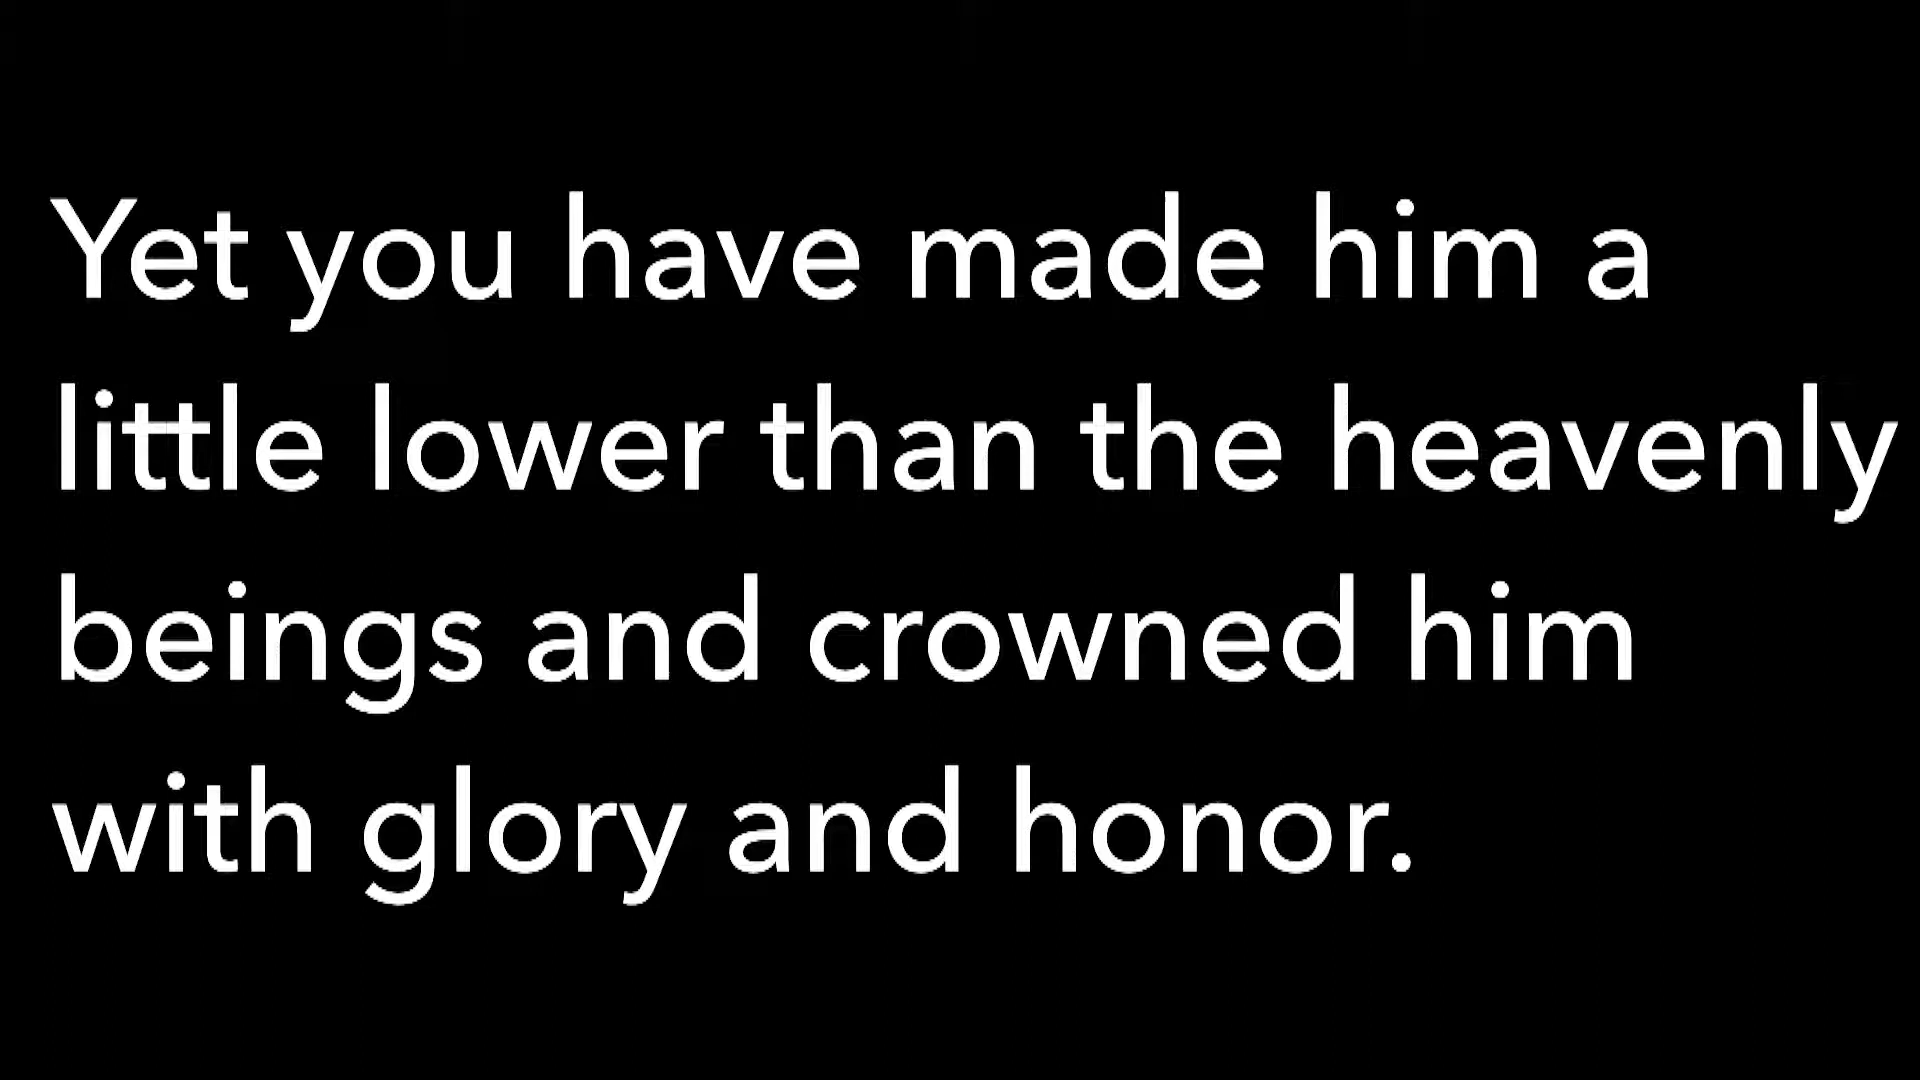 Yet you have made him a
little lower than the heavenly
beings and crowned him
with glory and honor.